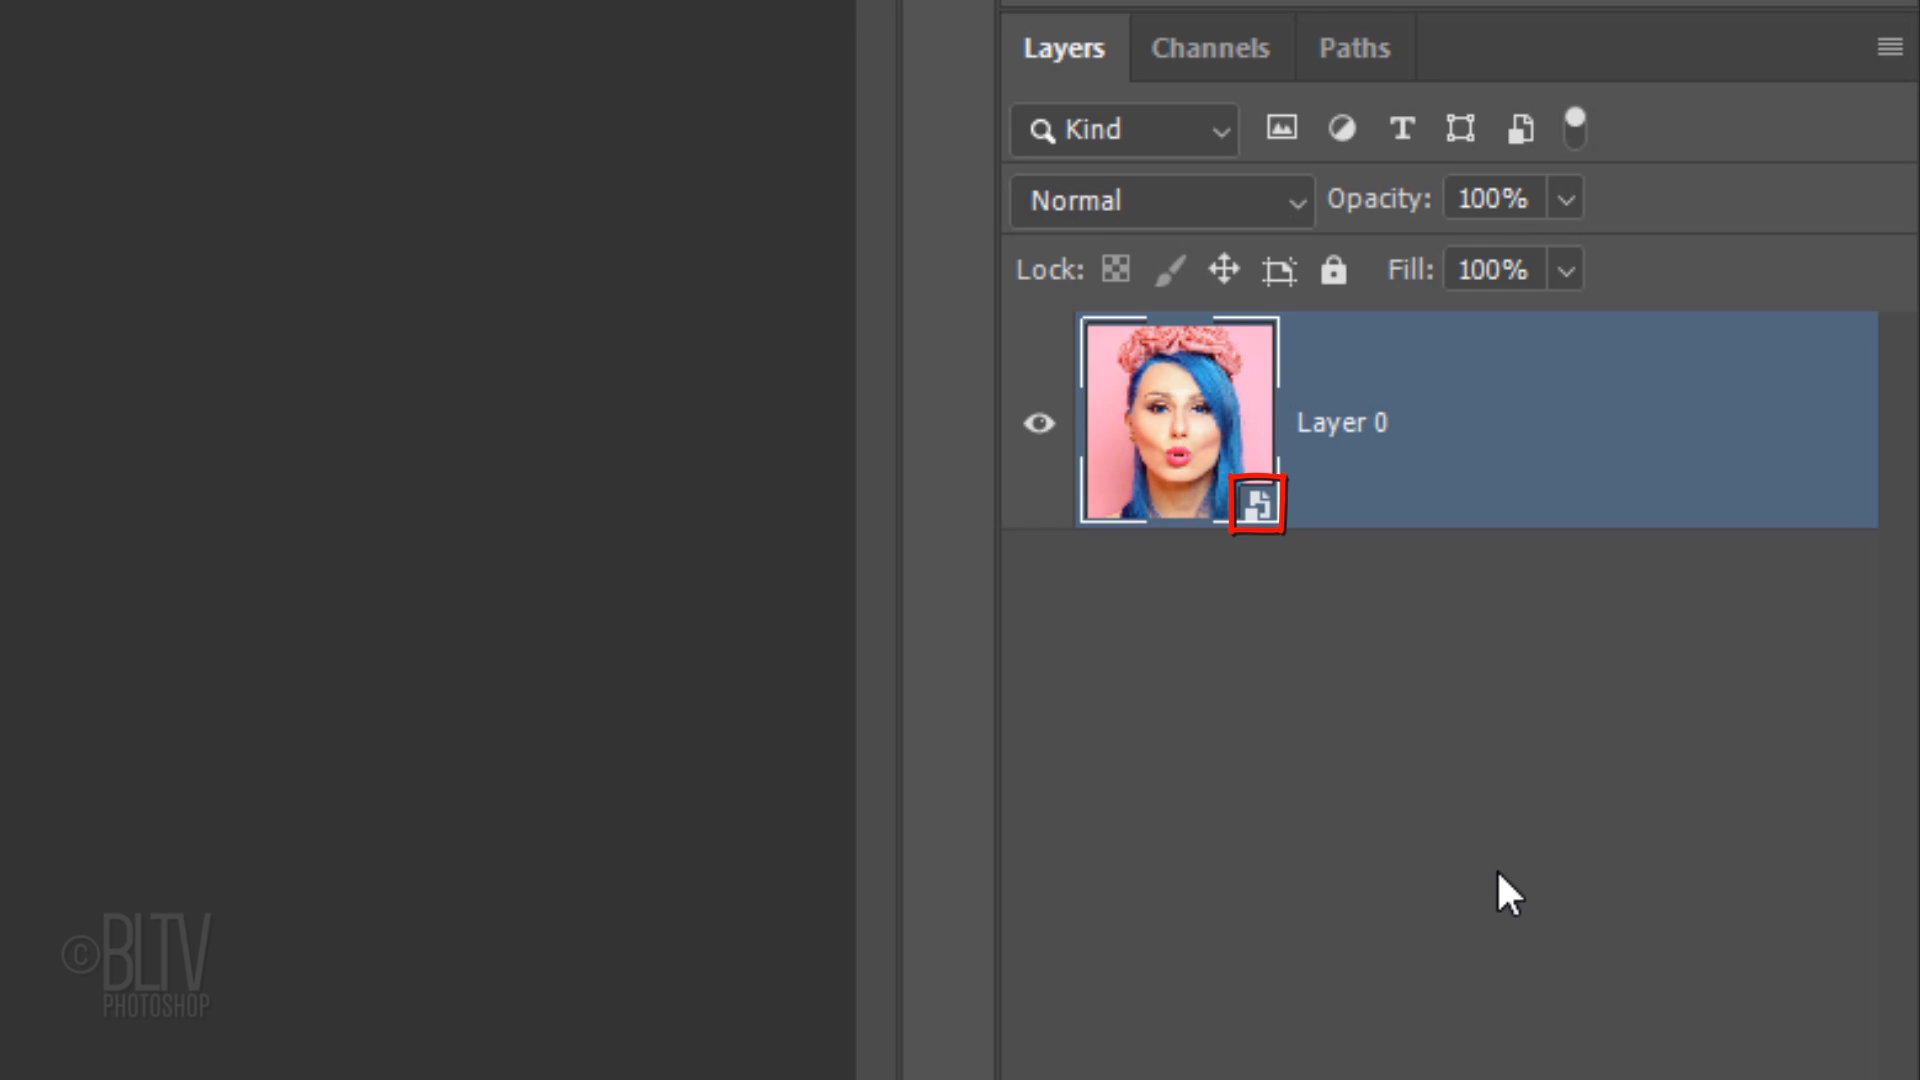 Layers Channels Paths
Kind
Normal Opacity: 100%
Lock: Fill: 100%
Layer 0
©BLTV
PHOTOSHOP